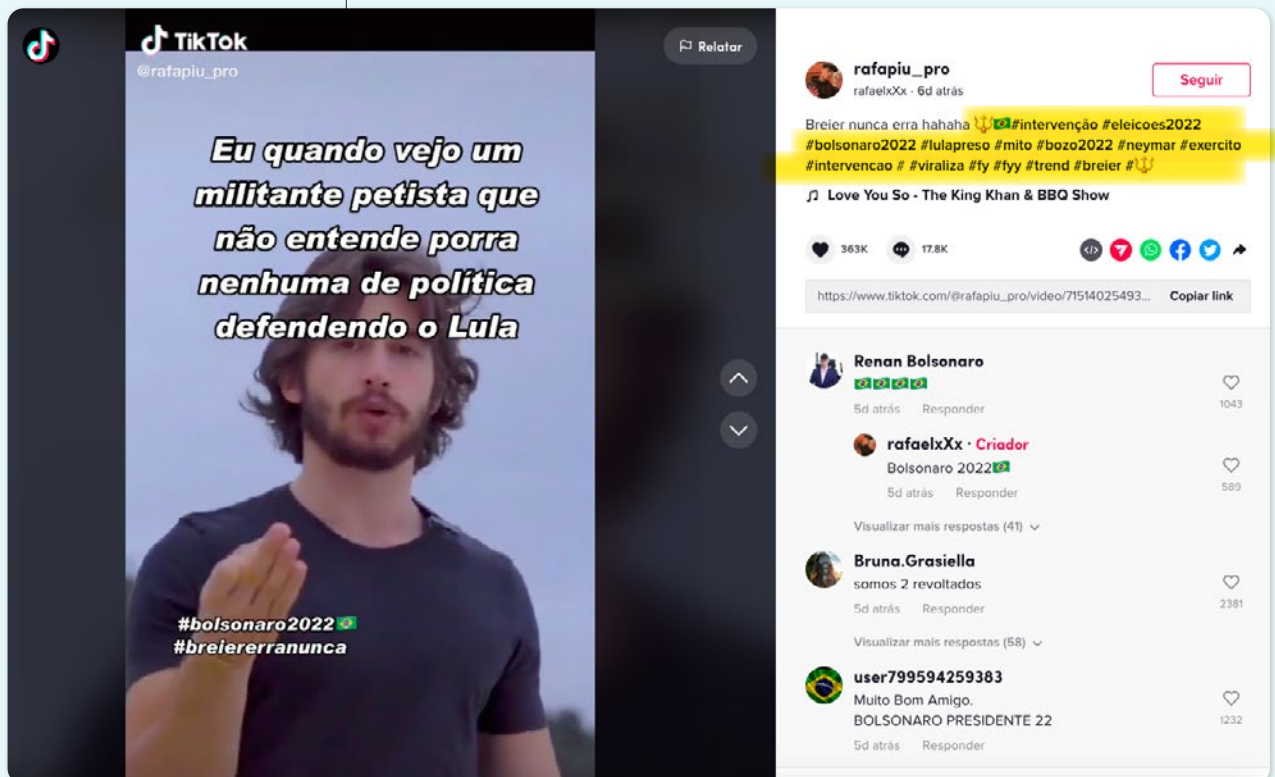 TikTok
@rafapiu_pro
Relatar
Eu quando vejo um
militante petista que
não entende porra
nenhuma de política
defendendo o Lula
#bolsonaro2022🇧🇷
#breiererranunca
rafapiu_pro
rafaelxXx · 6d atrás
Seguir
Breier nunca erra hahaha 🔱🇧🇷#intervenção #eleicoes2022
#bolsonaro2022 #lulapreso #mito #bozo2022 #neymar #exercito
#intervencao # #viraliza #fy #fyy #trend #breier #🔱
♫ Love You So - The King Khan & BBQ Show
363K
17.8K
https://www.tiktok.com/@rafapiu_pro/video/71514025493... Copiar link
Renan Bolsonaro
🇧🇷🇧🇷🇧🇷🇧🇷
1043
5d atrás Responder
rafaelxXx · Criador
Bolsonaro 2022🇧🇷
589
5d atrás Responder
Visualizar mais respostas (41)
Bruna.Grasiella
somos 2 revoltados
2381
5d atrás Responder
Visualizar mais respostas (58)
user799594259383
Muito Bom Amigo.
BOLSONARO PRESIDENTE 22
1232
5d atrás Responder